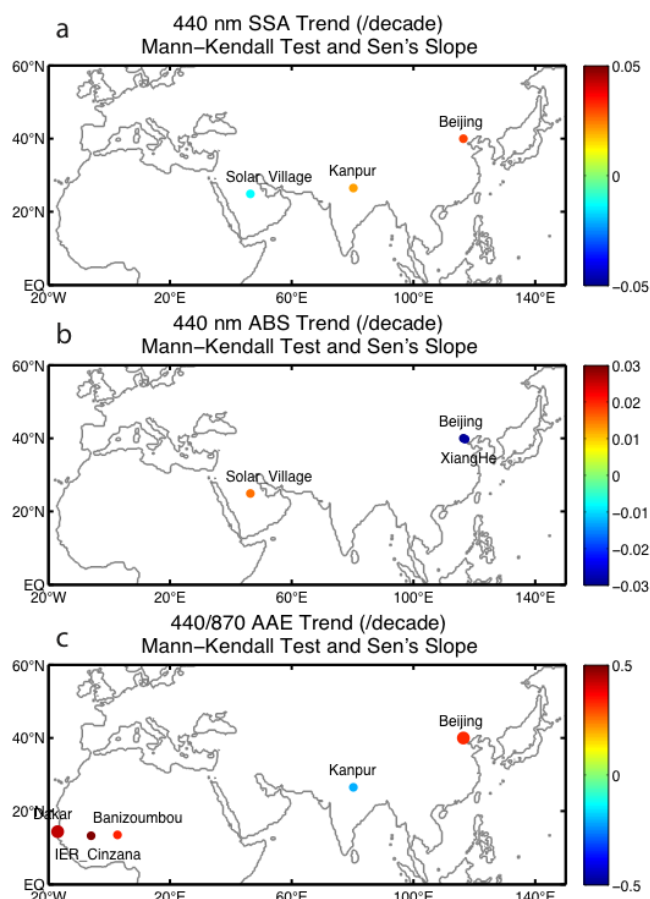 a
440 nm SSA Trend (/decade)
Mann−Kendall Test and Sen's Slope
60°N
0.05
Beijing
40°N
Solar_Village
Kanpur
0
20°N
EQ
−0.05
20°W 20°E 60°E 100°E 140°E
b
440 nm ABS Trend (/decade)
Mann−Kendall Test and Sen's Slope
60°N
0.03
0.02
Beijing
40°N
XiangHe
0.01
Solar_Village
0
20°N
−0.01
−0.02
EQ
−0.03
20°W 20°E 60°E 100°E 140°E
c
440/870 AAE Trend (/decade)
Mann−Kendall Test and Sen's Slope
60°N
0.5
Beijing
40°N
Kanpur
0
20°N
Dakar
Banizoumbou
IER_Cinzana
EQ
−0.5
20°W 20°E 60°E 100°E 140°E